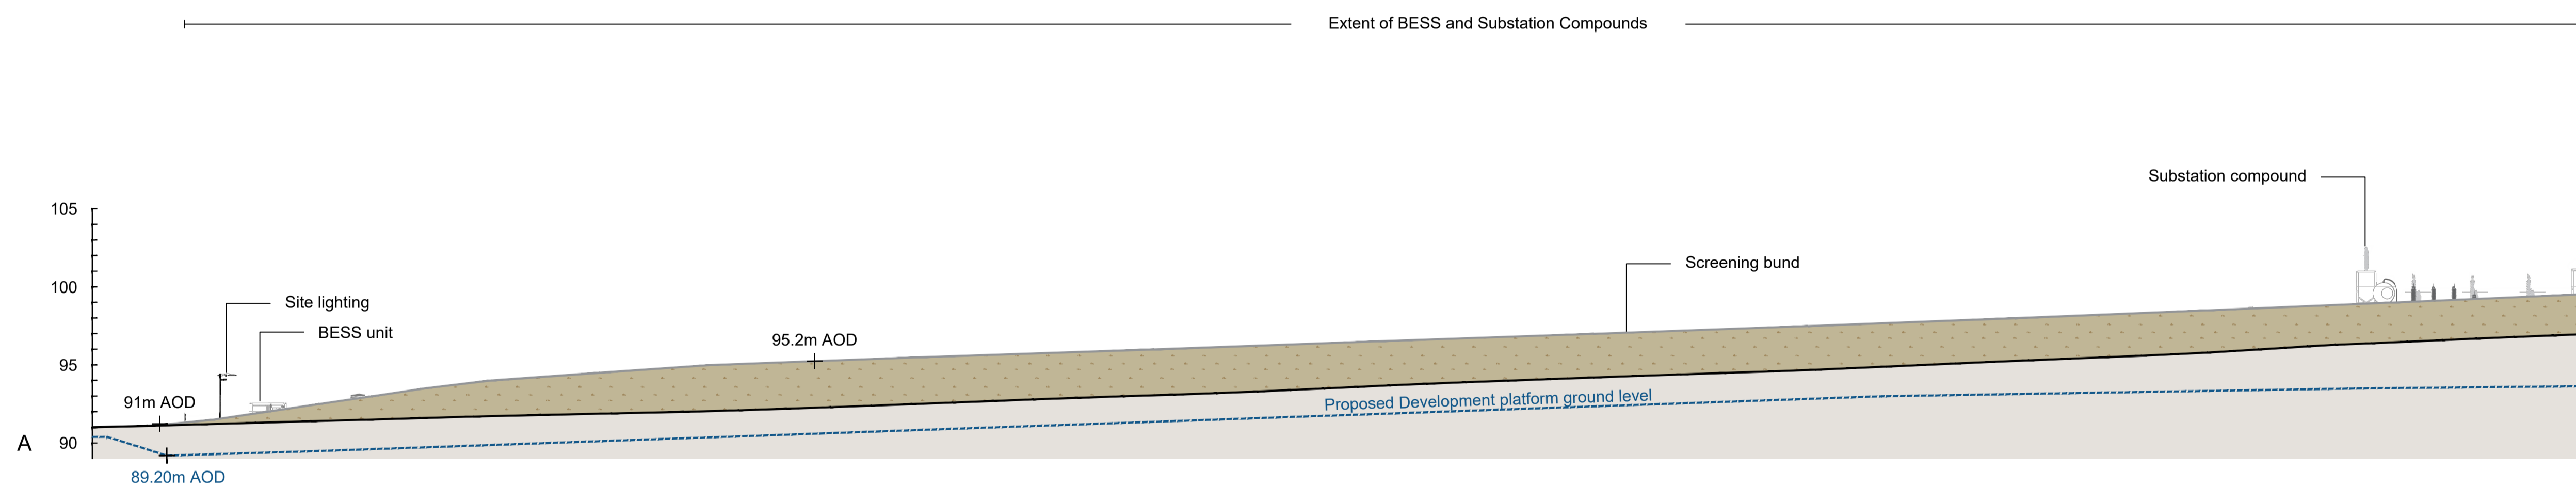 Extent of BESS and Substation Compounds
Substation compound
105
Screening bund
100
Site lighting
BESS unit
95.2m AOD
95
91m AOD
Proposed Development platform ground level
A
90
89.20m AOD